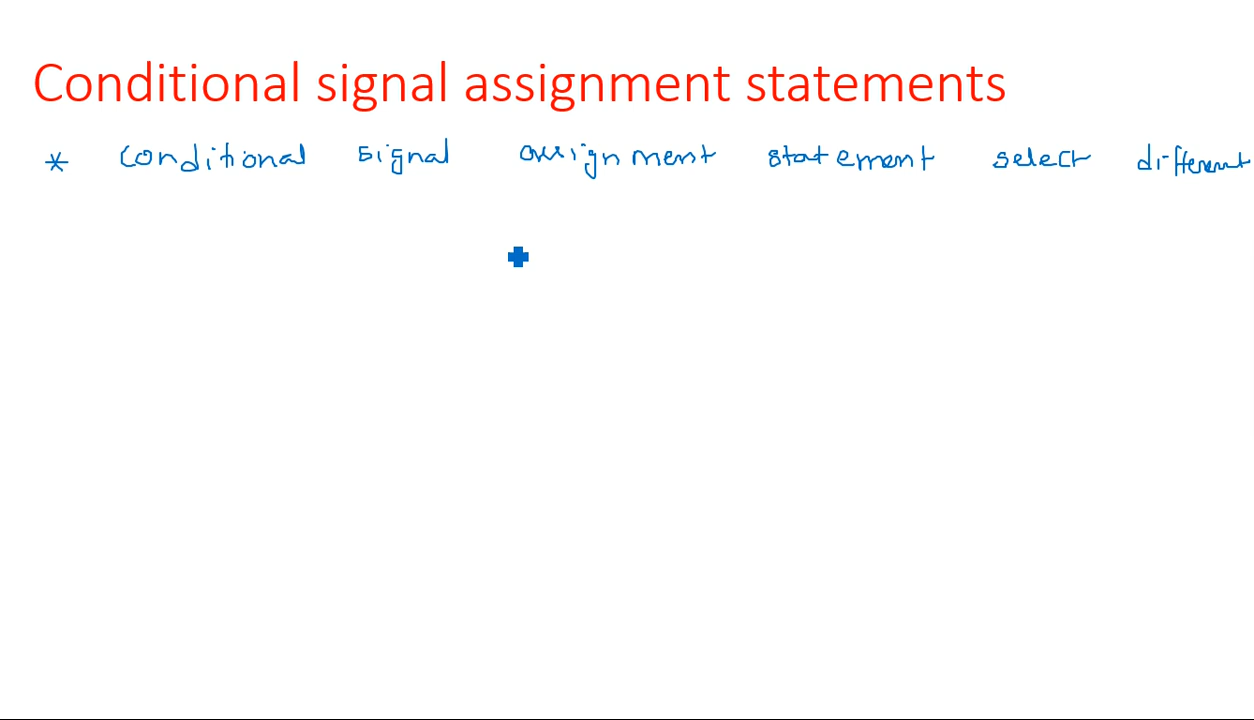 Conditional signal assignment statements
* conditional signal assignment statement select different